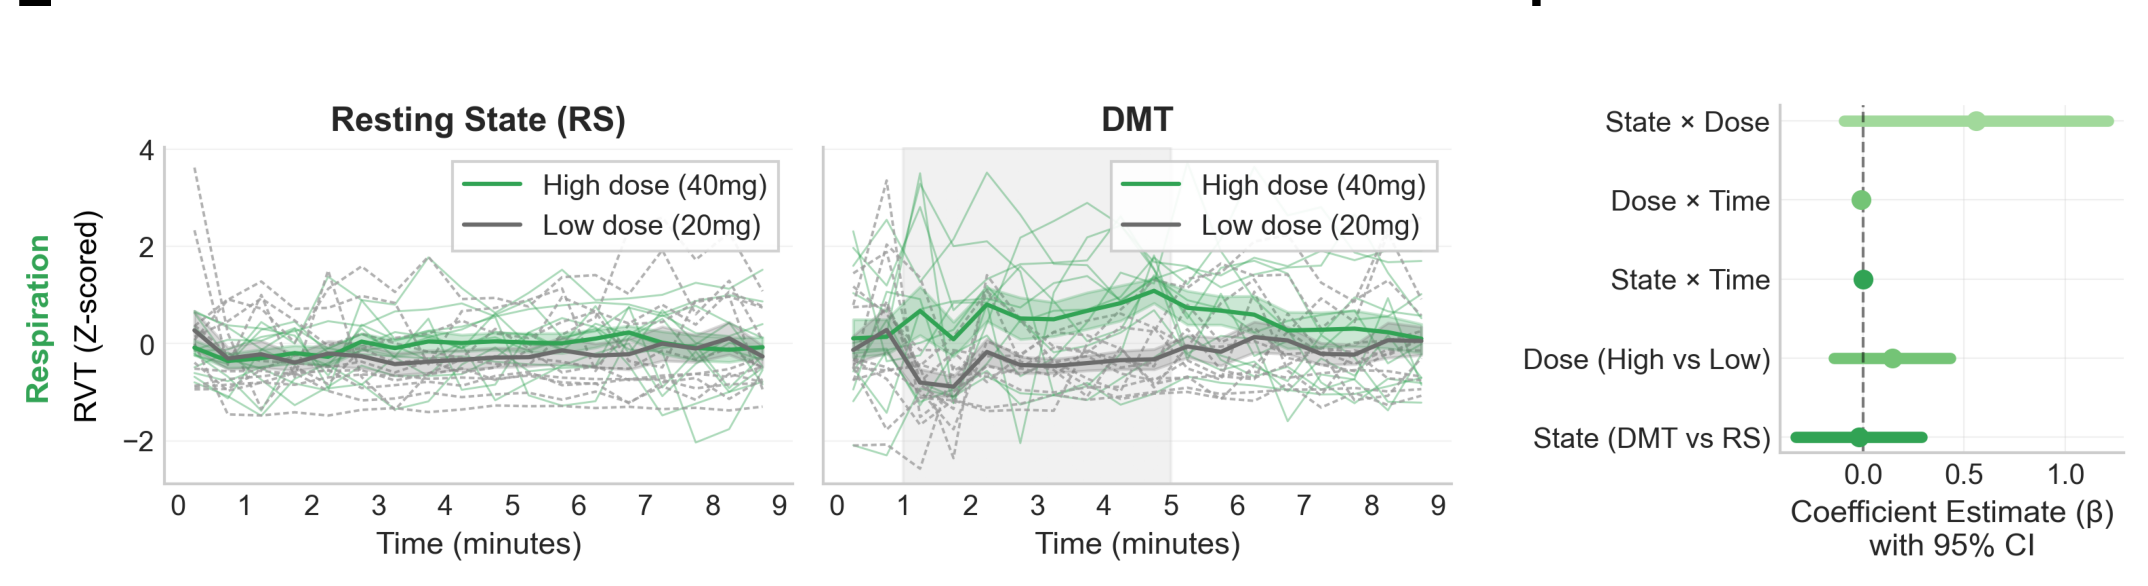 Resting State (RS)
DMT
Respiration
RVT (Z-scored)
4
2
0
−2
High dose (40mg)
Low dose (20mg)
High dose (40mg)
Low dose (20mg)
0 1 2 3 4 5 6 7 8 9
Time (minutes)
0 1 2 3 4 5 6 7 8 9
Time (minutes)
State × Dose
Dose × Time
State × Time
Dose (High vs Low)
State (DMT vs RS)
0.0 0.5 1.0
Coefficient Estimate (β)
with 95% CI